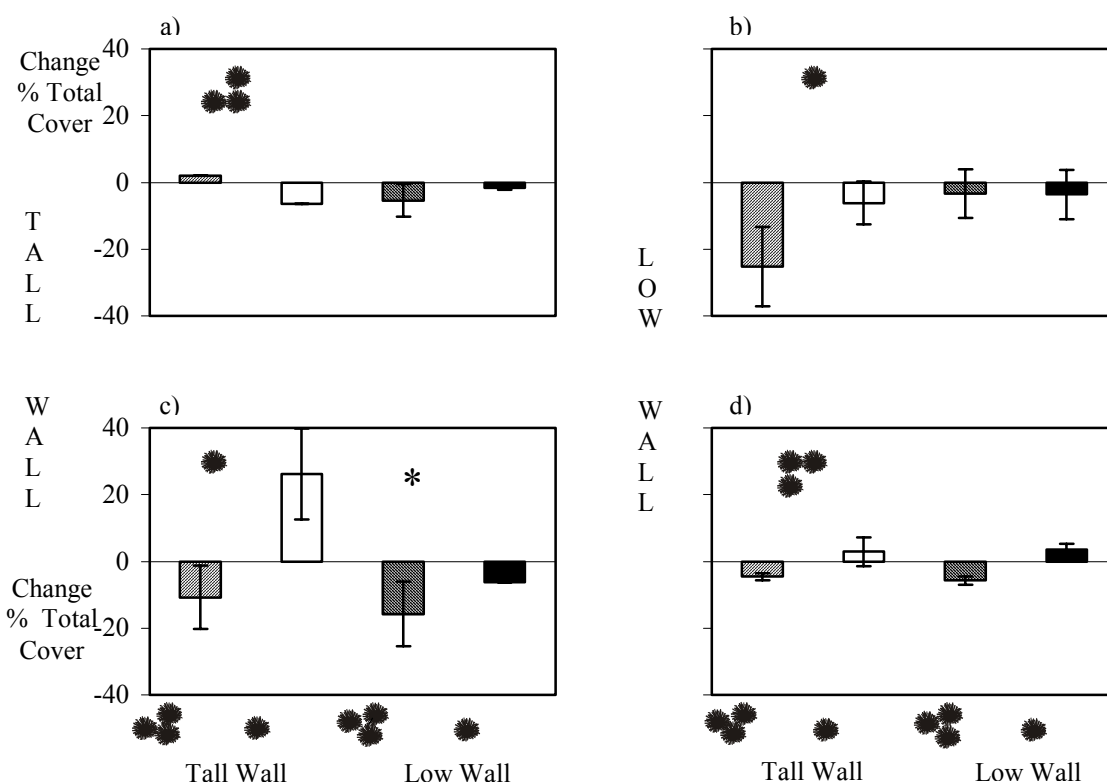 a)
b)
Change
% Total
Cover
40
20
0
-20
-40
T
A
L
L
L
O
W
c)
d)
W
A
L
L
W
A
L
L
40
20
0
-20
-40
*
Change
% Total
Cover
Tall Wall
Low Wall
Tall Wall
Low Wall